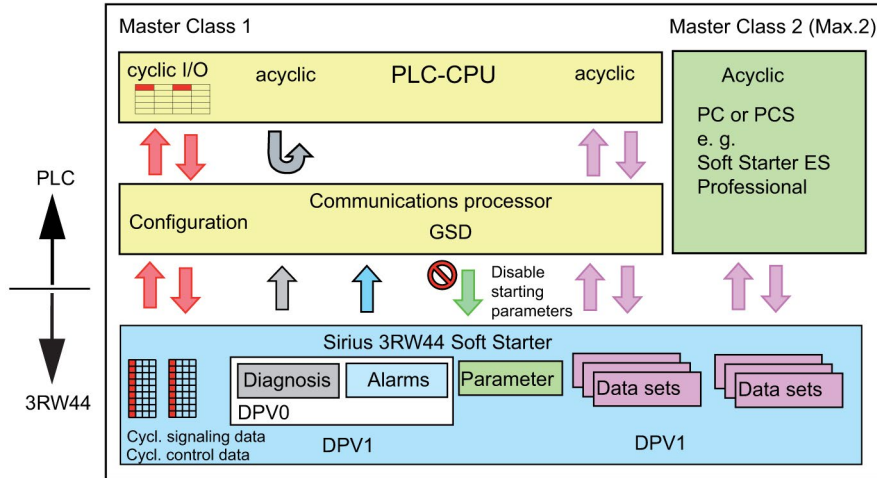 Master Class 1
Master Class 2 (Max.2)
cyclic I/O
acyclic
PLC-CPU
acyclic
Acyclic
PC or PCS
e. g.
Soft Starter ES
Professional
PLC
Configuration
Communications processor
GSD
Disable
starting
parameters
3RW44
Sirius 3RW44 Soft Starter
Diagnosis
Alarms
Parameter
Data sets
Data sets
DPV0
Cycl. signaling data
Cycl. control data
DPV1
DPV1